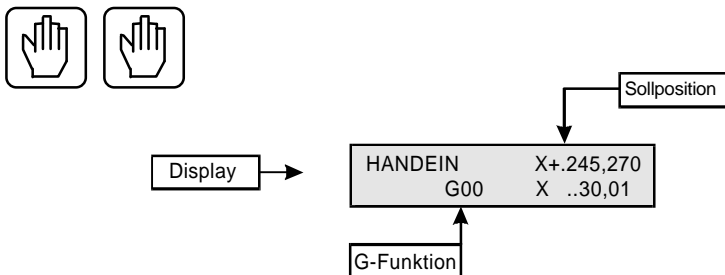 Sollposition
Display
HANDEIN X+.245,270
G00 X ..30,01
G-Funktion